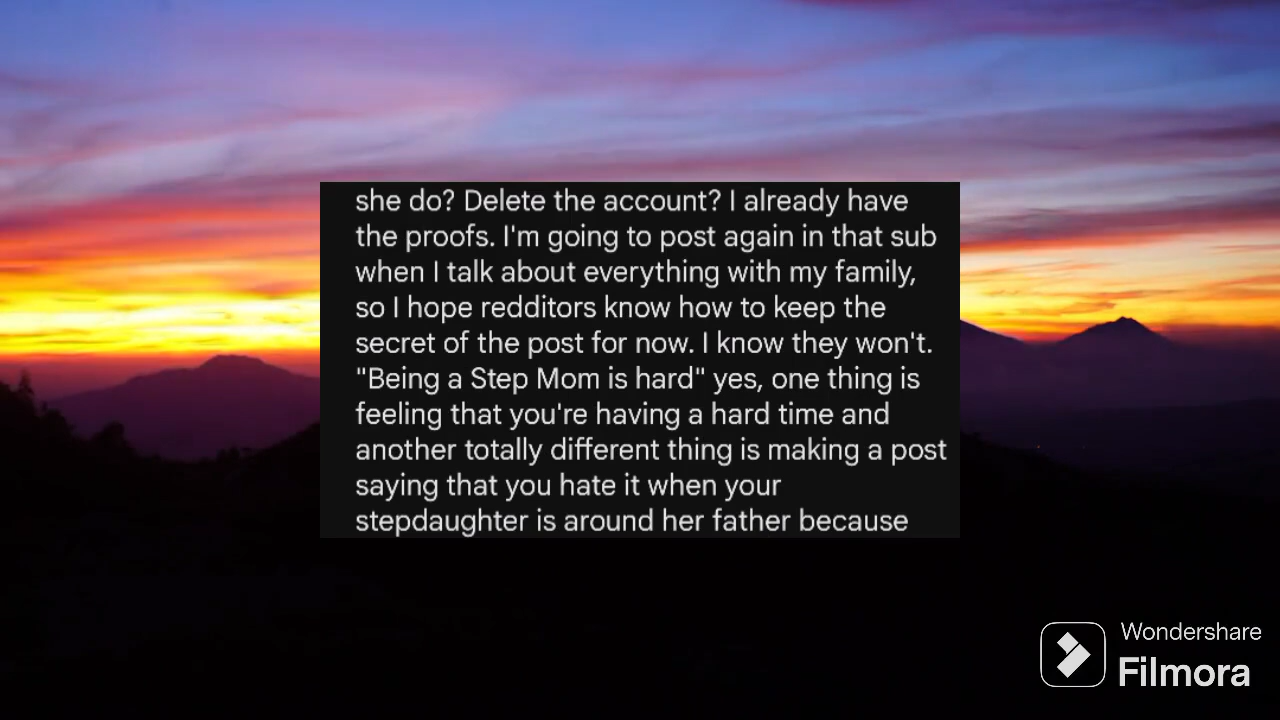 she do? Delete the account? I already have
the proofs. I'm going to post again in that sub
when I talk about everything with my family,
so I hope redditors know how to keep the
secret of the post for now. I know they won't.
"Being a Step Mom is hard" yes, one thing is
feeling that you're having a hard time and
another totally different thing is making a post
saying that you hate it when your
stepdaughter is around her father because
Wondershare
Filmora